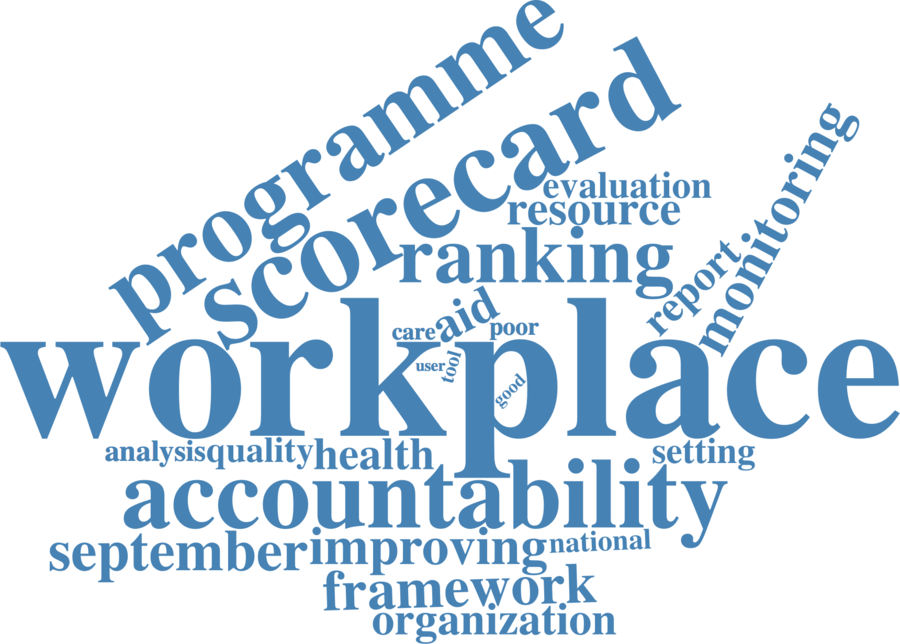 programme
scorecard
monitoring
evaluation
resource
ranking
report
aid
care
poor
workplace
user
tool
good
analysis
quality
health
setting
accountability
september
improving
national
framework
organization